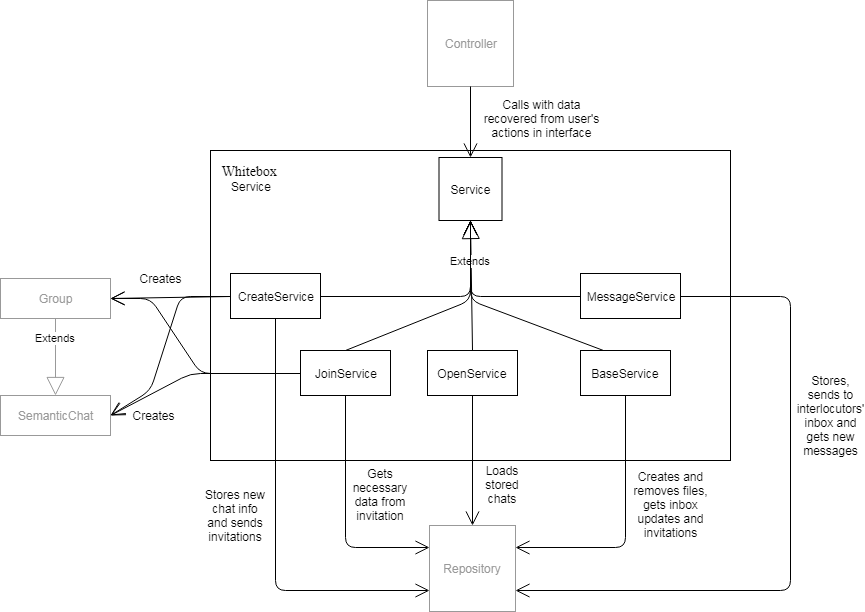 Controller
Calls with data
recovered from user's
actions in interface
Whitebox
Service
Service
Extends
Creates
Group
CreateService
MessageService
Extends
JoinService
OpenService
BaseService
SemanticChat
Creates
Stores,
sends to
interlocutors'
inbox and
gets new
messages
Stores new
chat info
and sends
invitations
Gets
necessary
data from
invitation
Loads
stored
chats
Creates and
removes files,
gets inbox
updates and
invitations
Repository